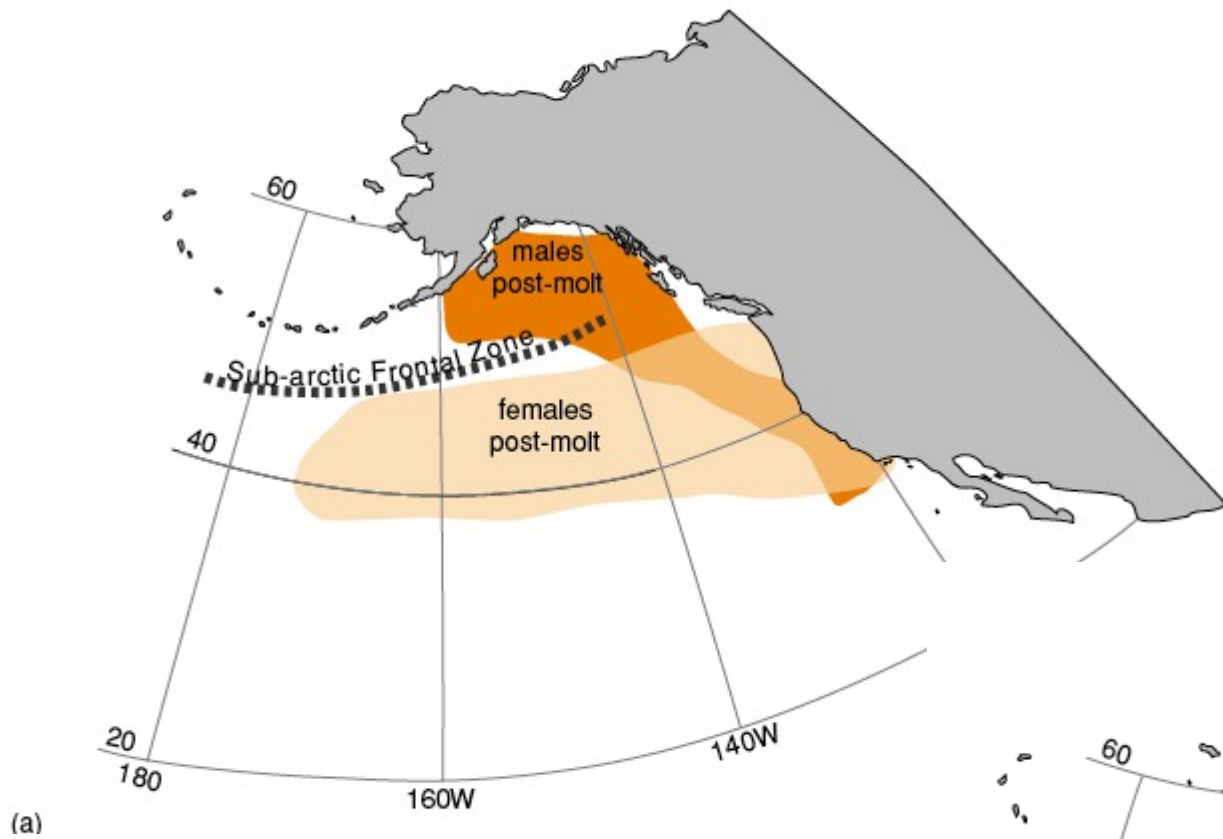 60
males
post-molt
Sub-arctic Frontal Zone
females
post-molt
40
20
180
160W
140W
60
(a)